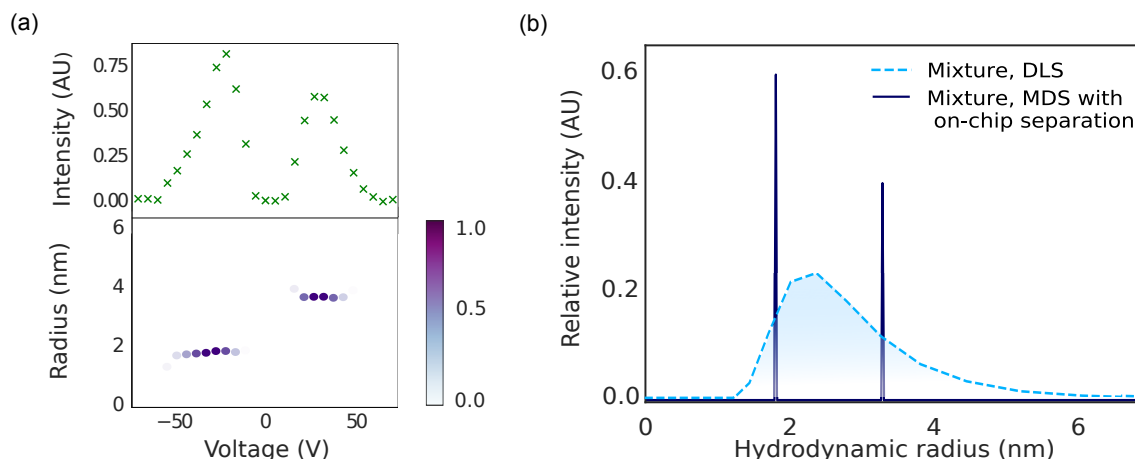 (a)
Intensity (AU)
0.75
0.50
0.25
0.00
Radius (nm)
6
4
2
0
−50
0
50
Voltage (V)
1.0
0.5
0.0
(b)
Relative intensity (AU)
0.6
0.4
0.2
0.0
Mixture, DLS
Mixture, MDS with
on-chip separation
0
2
4
6
Hydrodynamic radius (nm)